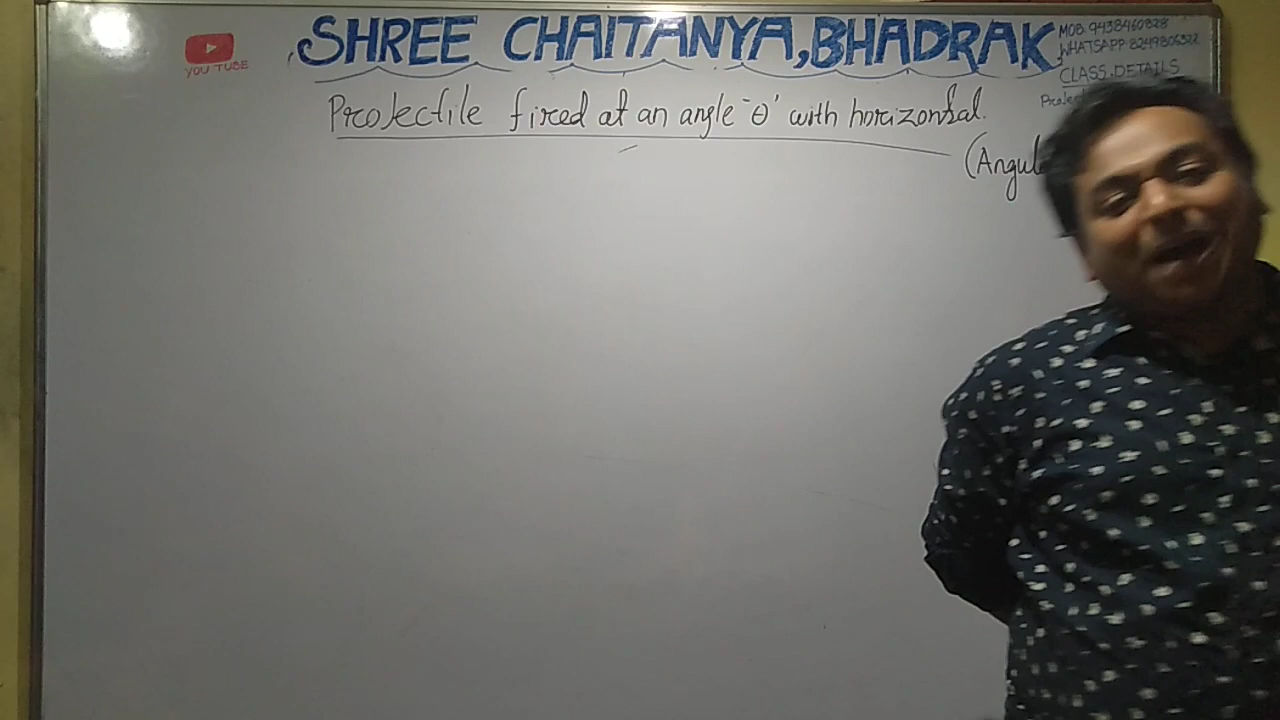 SHREE CHAITANYA, BHADRAK
YOU TUBE
MOB. 9438460828
WHATSAPP 8249806322
CLASS.DETAILS
Projectile fired at an angle 'θ' with horizontal.
(Angul